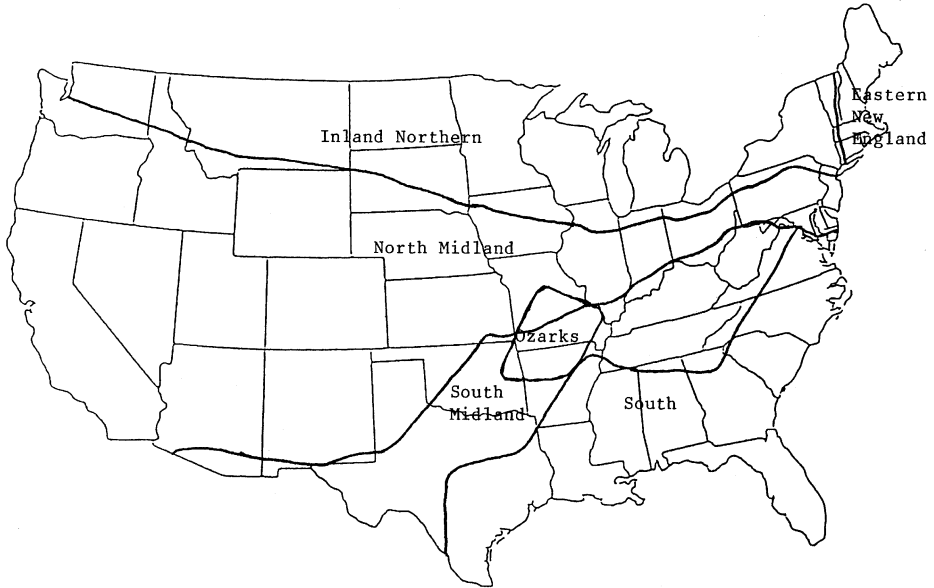 Eastern
New
England
Inland Northern
North Midland
Ozarks
South
Midland
South